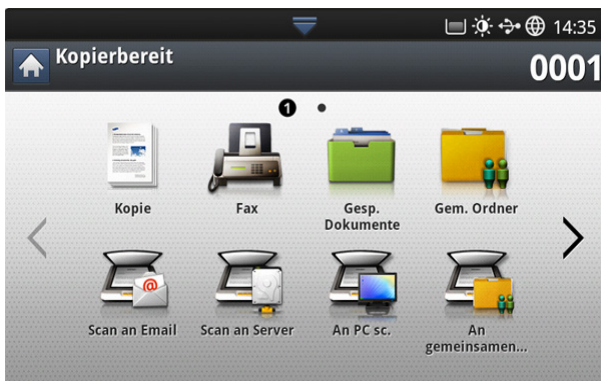 14:35
Kopierbereit
0001
1
Kopie
Fax
Gesp.
Dokumente
Gem. Ordner
@
Scan an Email
Scan an Server
An PC sc.
An
gemeinsamen...